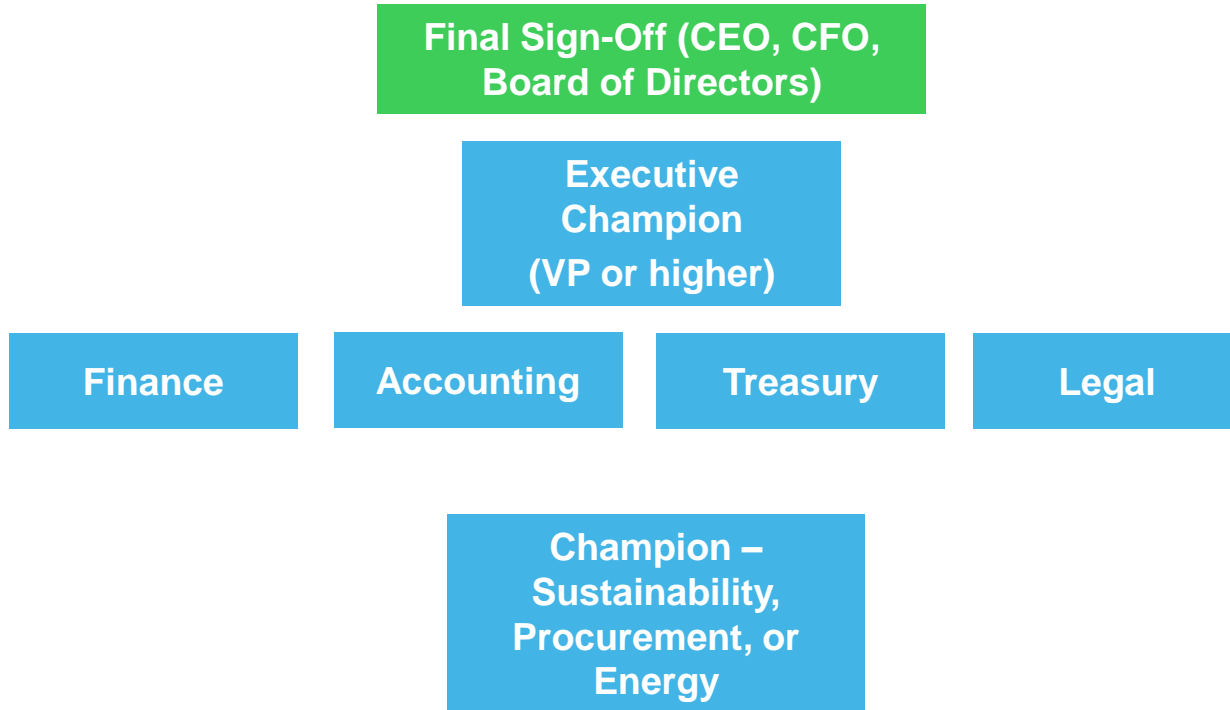 Final Sign-Off (CEO, CFO,
Board of Directors)
Executive
Champion
(VP or higher)
Finance
Accounting
Treasury
Legal
Champion –
Sustainability,
Procurement, or
Energy